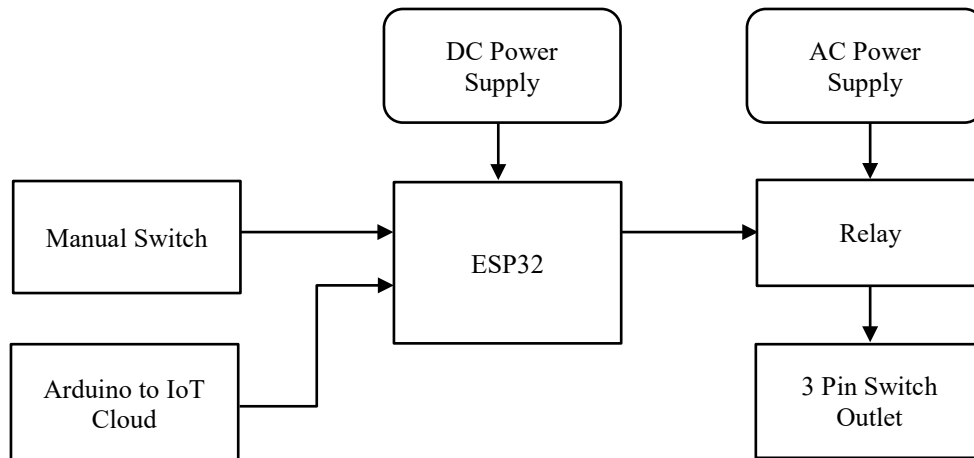 DC Power
Supply
AC Power
Supply
Manual Switch
ESP32
Relay
Arduino to IoT
Cloud
3 Pin Switch
Outlet